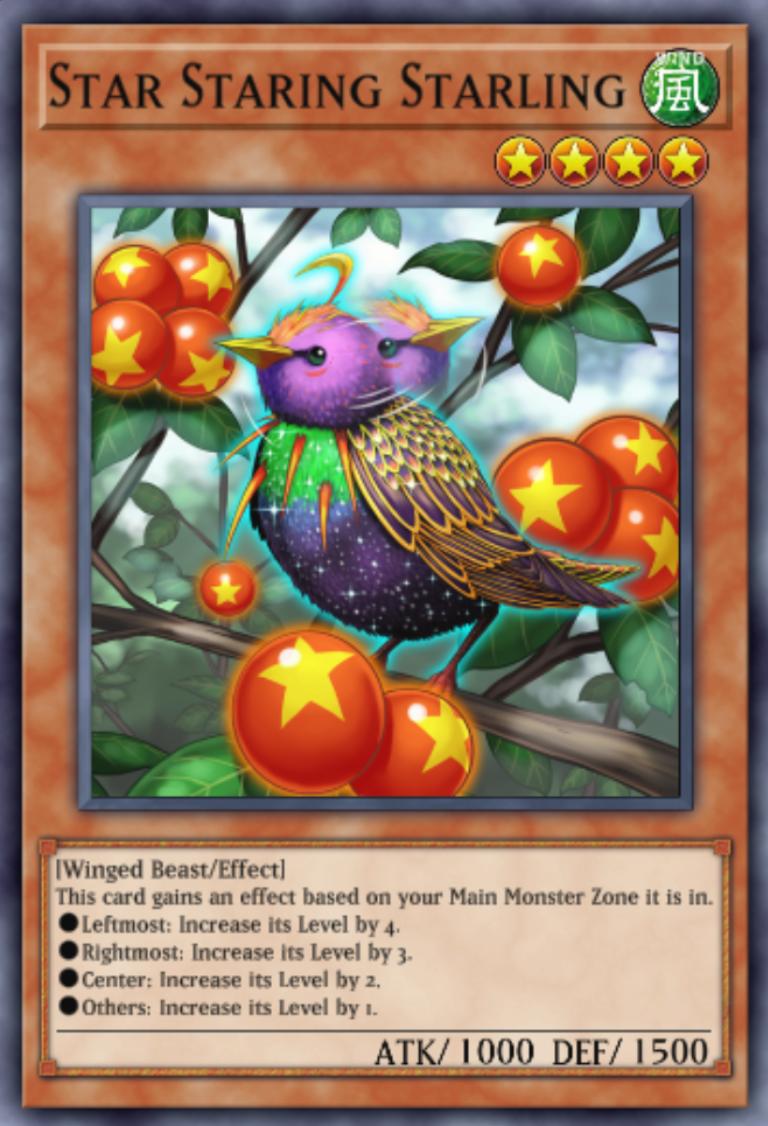 STAR STARING STARLING
WIND
風
[Winged Beast/Effect]
This card gains an effect based on your Main Monster Zone it is in.
●Leftmost: Increase its Level by 4.
●Rightmost: Increase its Level by 3.
●Center: Increase its Level by 2.
●Others: Increase its Level by 1.
ATK/ 1000 DEF/ 1500